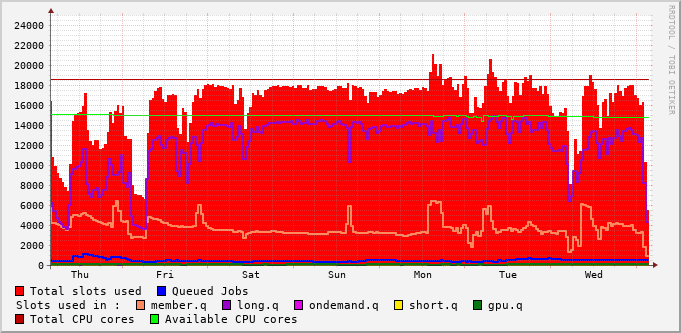 24000
22000
20000
18000
16000
14000
12000
10000
8000
6000
4000
2000
0
Thu Fri Sat Sun Mon Tue Wed
Total slots used Queued Jobs
Slots used in : member.q long.q ondemand.q short.q gpu.q
Total CPU cores Available CPU cores
RRDTOOL / TOBI OETIKER